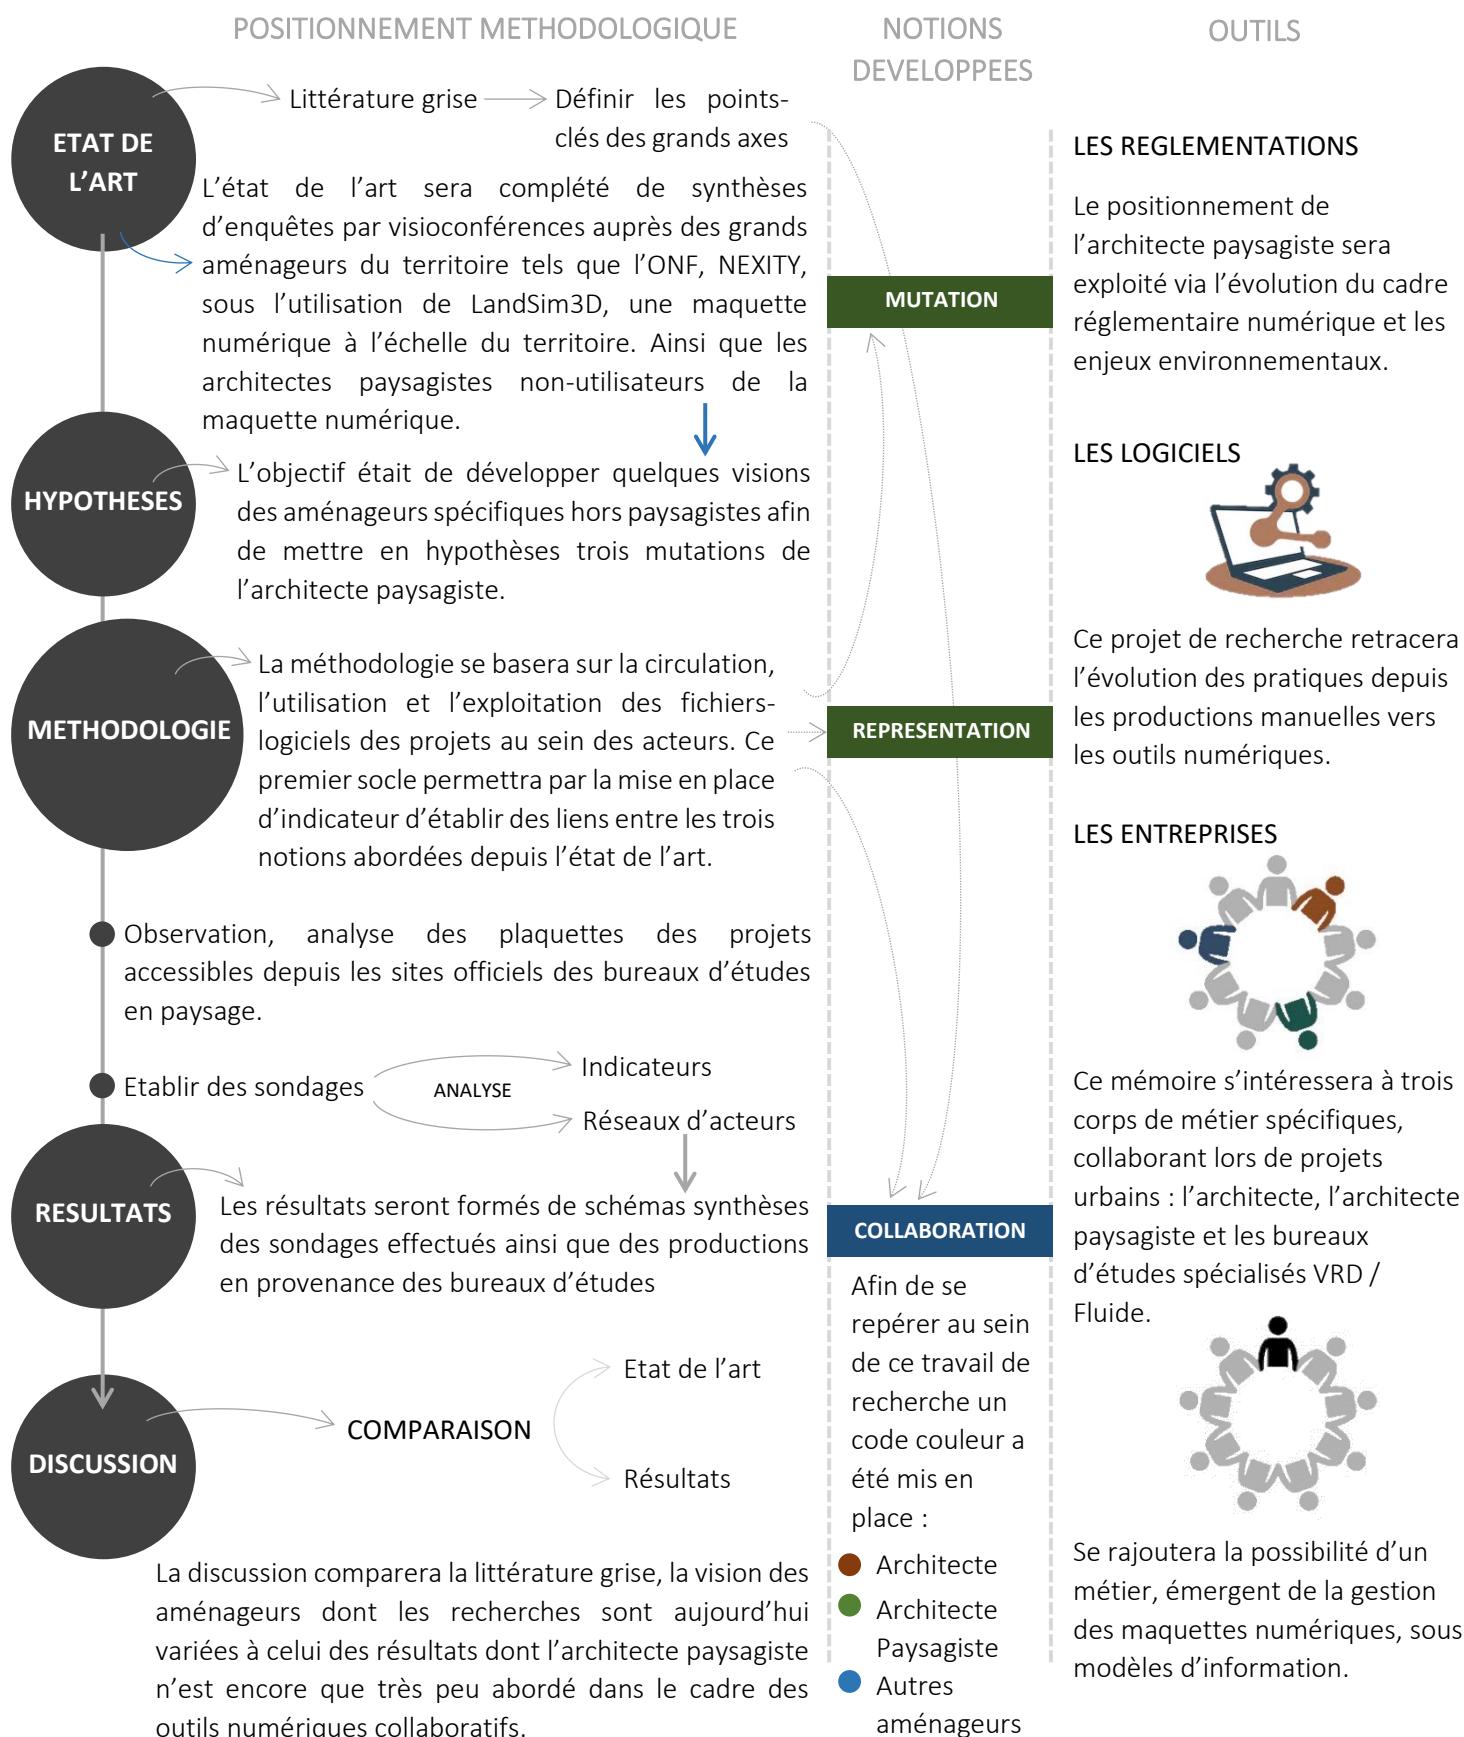 POSITIONNEMENT METHODOLOGIQUE
NOTIONS
DEVELOPPEES
OUTILS
ETAT DE
L’ART
Littérature grise
Définir les points-
clés des grands axes
L’état de l’art sera complété de synthèses
d’enquêtes par visioconférences auprès des grands
aménageurs du territoire tels que l’ONF, NEXITY,
sous l’utilisation de LandSim3D, une maquette
numérique à l’échelle du territoire. Ainsi que les
architectes paysagistes non-utilisateurs de la
maquette numérique.
HYPOTHESES
L’objectif était de développer quelques visions
des aménageurs spécifiques hors paysagistes afin
de mettre en hypothèses trois mutations de
l’architecte paysagiste.
METHODOLOGIE
La méthodologie se basera sur la circulation,
l’utilisation et l’exploitation des fichiers-
logiciels des projets au sein des acteurs. Ce
premier socle permettra par la mise en place
d’indicateur d’établir des liens entre les trois
notions abordées depuis l’état de l’art.
Observation, analyse des plaquettes des projets
accessibles depuis les sites officiels des bureaux d’études
en paysage.
Etablir des sondages
ANALYSE
Indicateurs
Réseaux d’acteurs
RESULTATS
Les résultats seront formés de schémas synthèses
des sondages effectués ainsi que des productions
en provenance des bureaux d’études
DISCUSSION
COMPARAISON
Etat de l’art
Résultats
La discussion comparera la littérature grise, la vision des
aménageurs dont les recherches sont aujourd’hui
variées à celui des résultats dont l’architecte paysagiste
n’est encore que très peu abordé dans le cadre des
outils numériques collaboratifs.
MUTATION
REPRESENTATION
COLLABORATION
Afin de se
repérer au sein
de ce travail de
recherche un
code couleur a
été mis en
place :
Architecte
Architecte
Paysagiste
Autres
aménageurs
LES REGLEMENTATIONS
Le positionnement de
l’architecte paysagiste sera
exploité via l’évolution du cadre
réglementaire numérique et les
enjeux environnementaux.
LES LOGICIELS
Ce projet de recherche retracera
l’évolution des pratiques depuis
les productions manuelles vers
les outils numériques.
LES ENTREPRISES
Ce mémoire s’intéressera à trois
corps de métier spécifiques,
collaborant lors de projets
urbains : l’architecte, l’architecte
paysagiste et les bureaux
d’études spécialisés VRD /
Fluide.
Se rajoutera la possibilité d’un
métier, émergent de la gestion
des maquettes numériques, sous
modèles d’information.